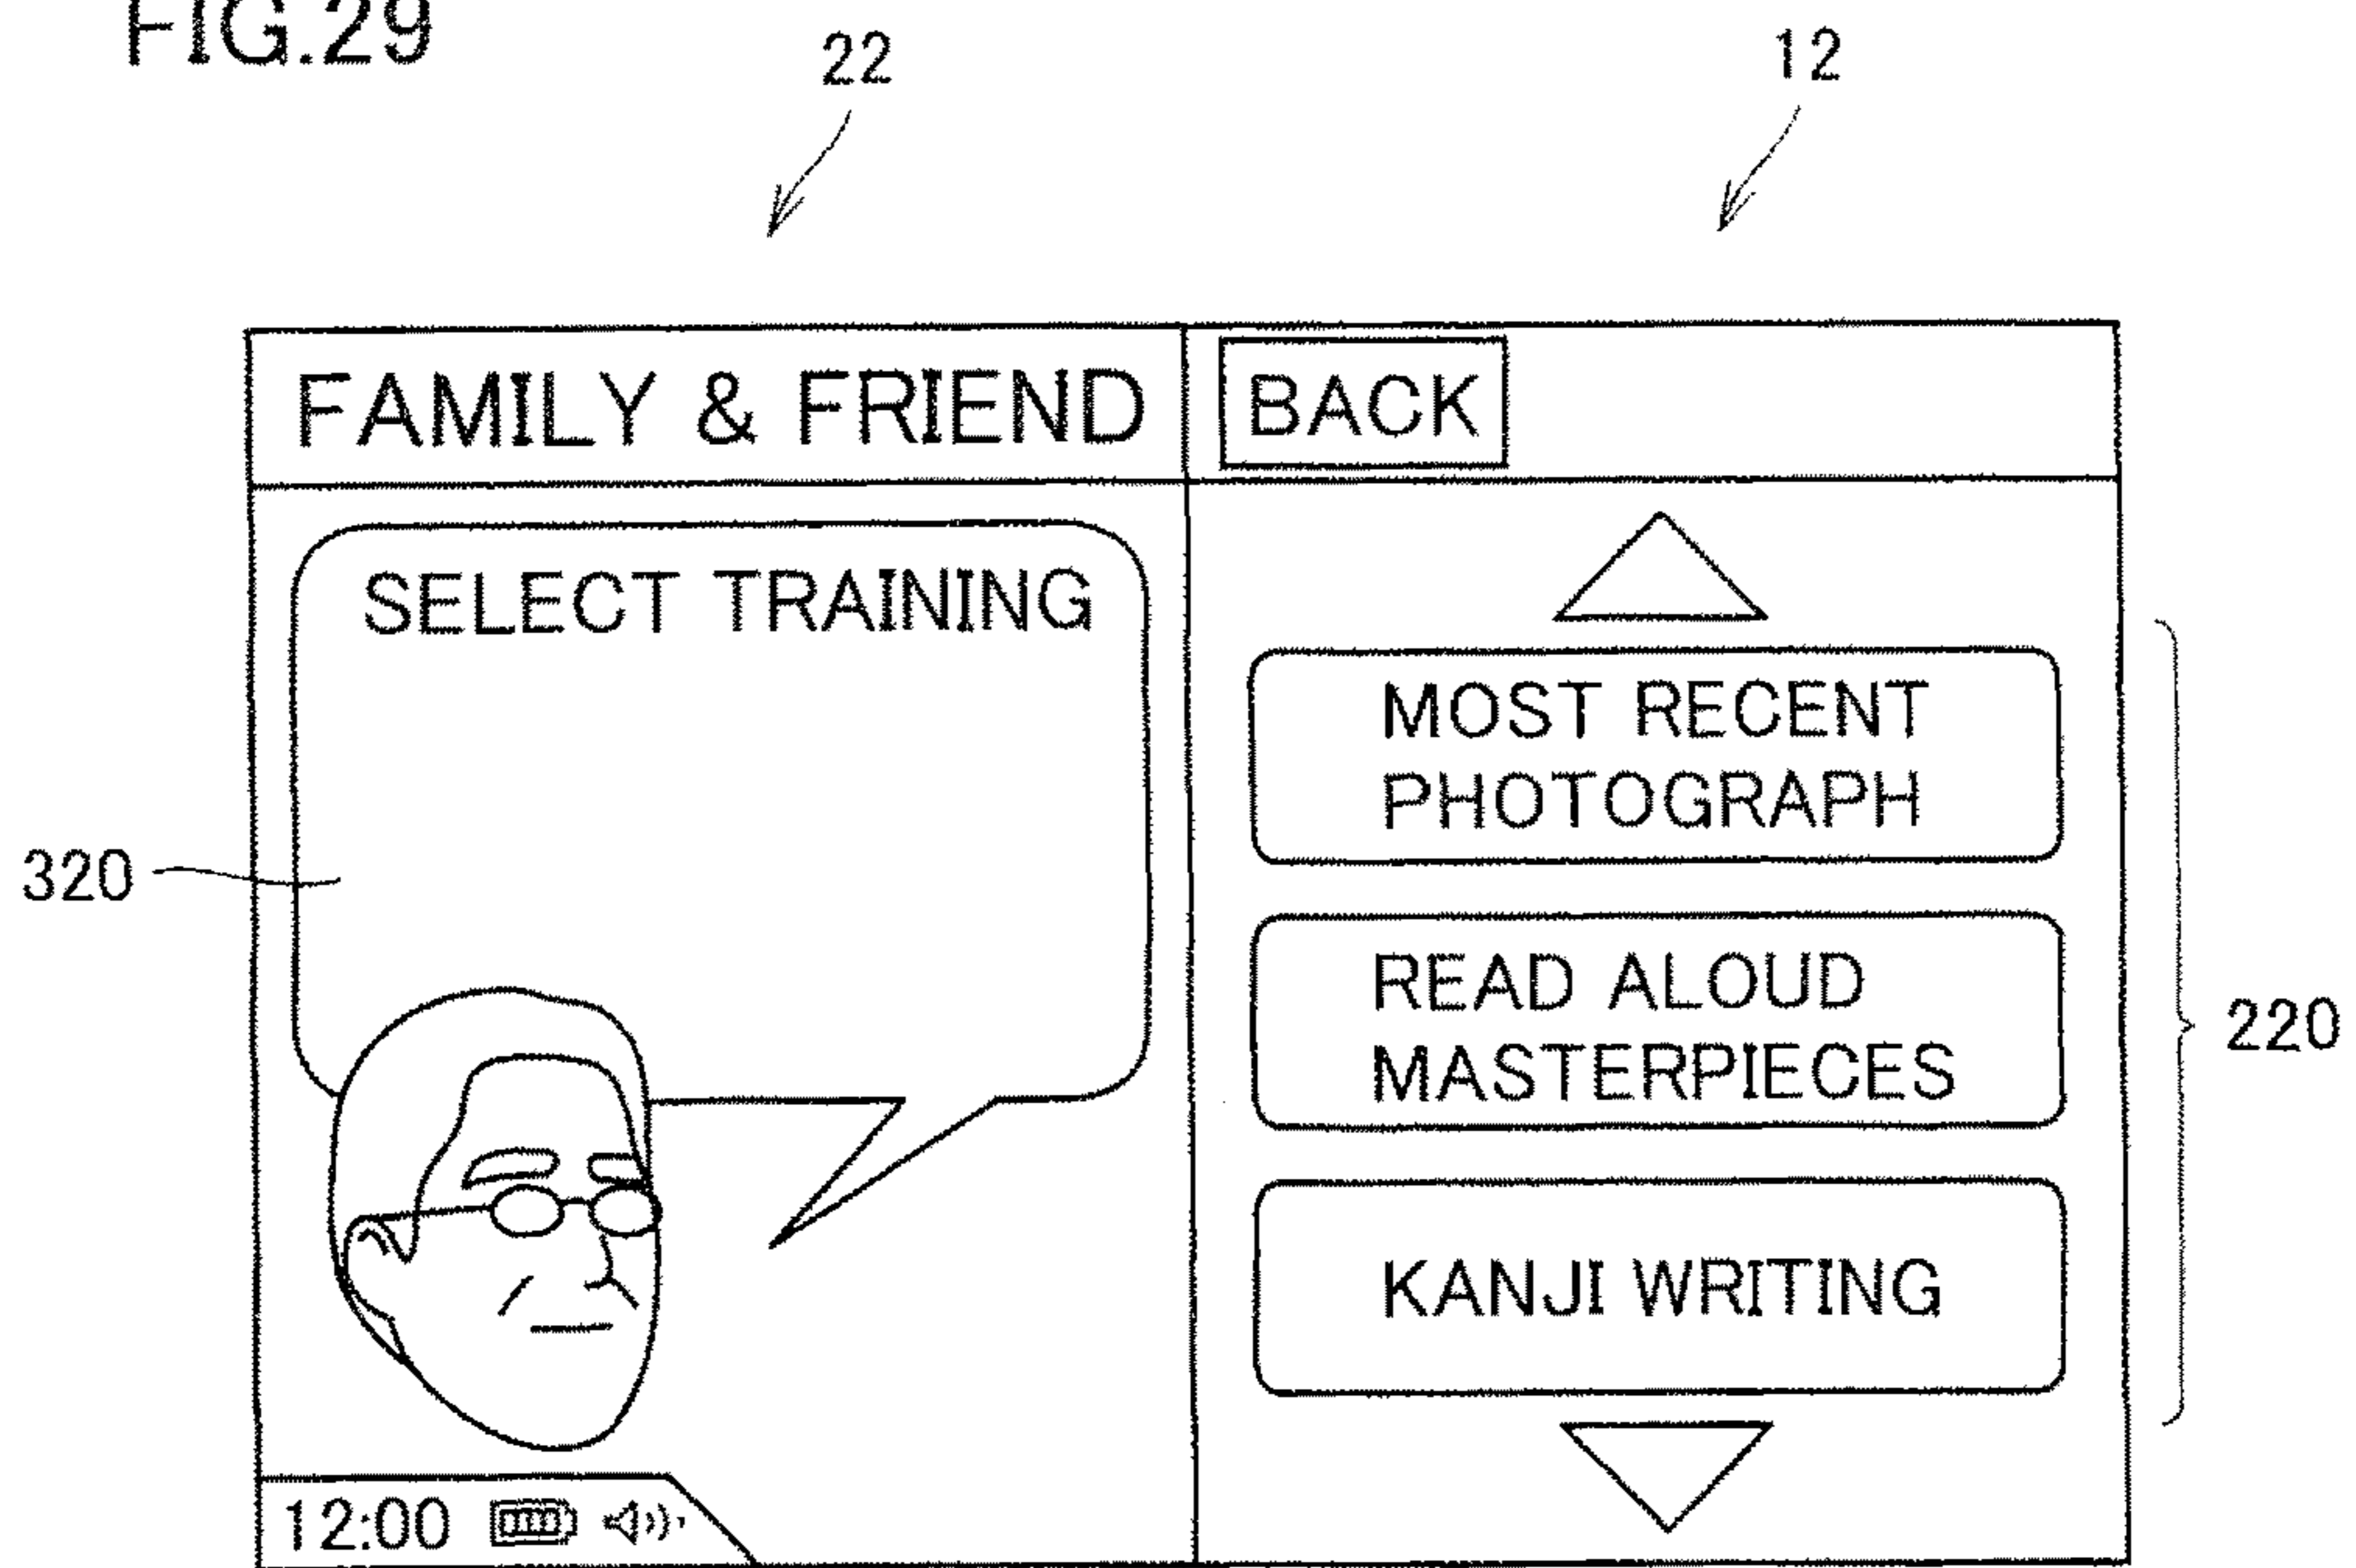 FIG.29
22
12
FAMILY & FRIEND
BACK
SELECT TRAINING
320
12:00
MOST RECENT
PHOTOGRAPH
READ ALOUD
MASTERPIECES
KANJI WRITING
220